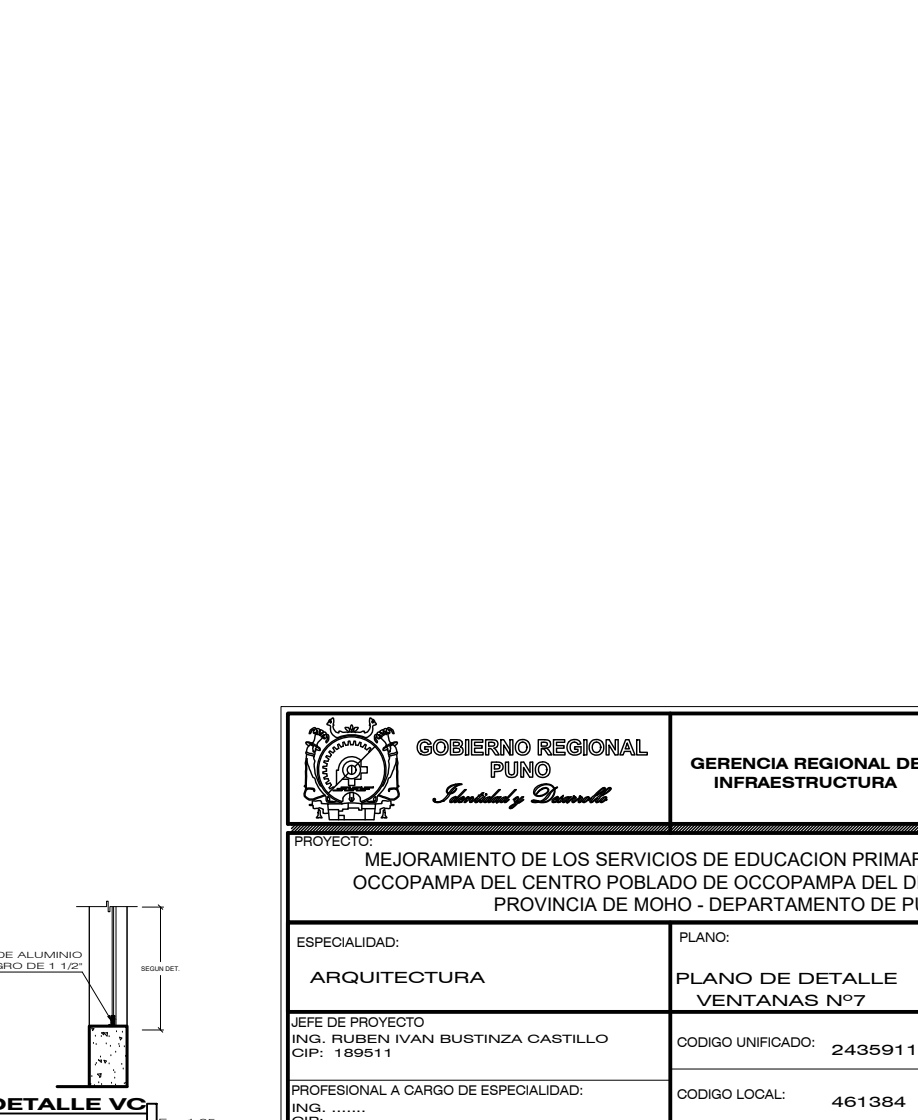 GOBIERNO REGIONAL
PUNO
Identidad y Desarrollo
GERENCIA REGIONAL DE
INFRAESTRUCTURA
PROYECTO:
MEJORAMIENTO DE LOS SERVICIOS DE EDUCACION
OCCOPAMPA DEL CENTRO POBLADO DE OCCOPAMPA DEL
PROVINCIA DE MOHO - DEPARTAMENTO DE
ESPECIALIDAD:
ARQUITECTURA
PLANO:
PLANO DE DETALLE
VENTANAS Nº7
JEFE DE PROYECTO
ING. RUBEN IVAN BUSTINZA CASTILLO
CIP: 189511
CODIGO UNIFICADO: 2435911
PROFESIONAL A CARGO DE ESPECIALIDAD:
ING. .......
CIP:
CODIGO LOCAL: 461384
DE ALUMINIO
DE 1 1/2"
SEGUN DET.
DETALLE VC